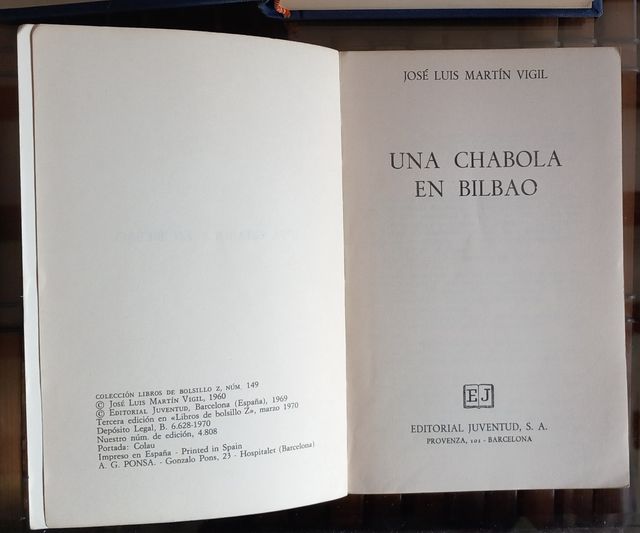 COLECCIÓN LIBROS DE BOLSILLO Z, NÚM. 149
© José Luis Martín Vigil, 1960
© Editorial Juventud, Barcelona (España), 1969
Tercera edición en «Libros de bolsillo Z», marzo 1970
Depósito Legal, B. 6.628-1970
Nuestro núm. de edición, 4.808
Portada: Colau
Impreso en España - Printed in Spain
A. G. PONSA. - Gonzalo Pons, 23 - Hospitalet (Barcelona)
JOSÉ LUIS MARTÍN VIGIL
UNA CHABOLA
EN BILBAO
EJ
EDITORIAL JUVENTUD, S. A.
PROVENZA, 101 - BARCELONA